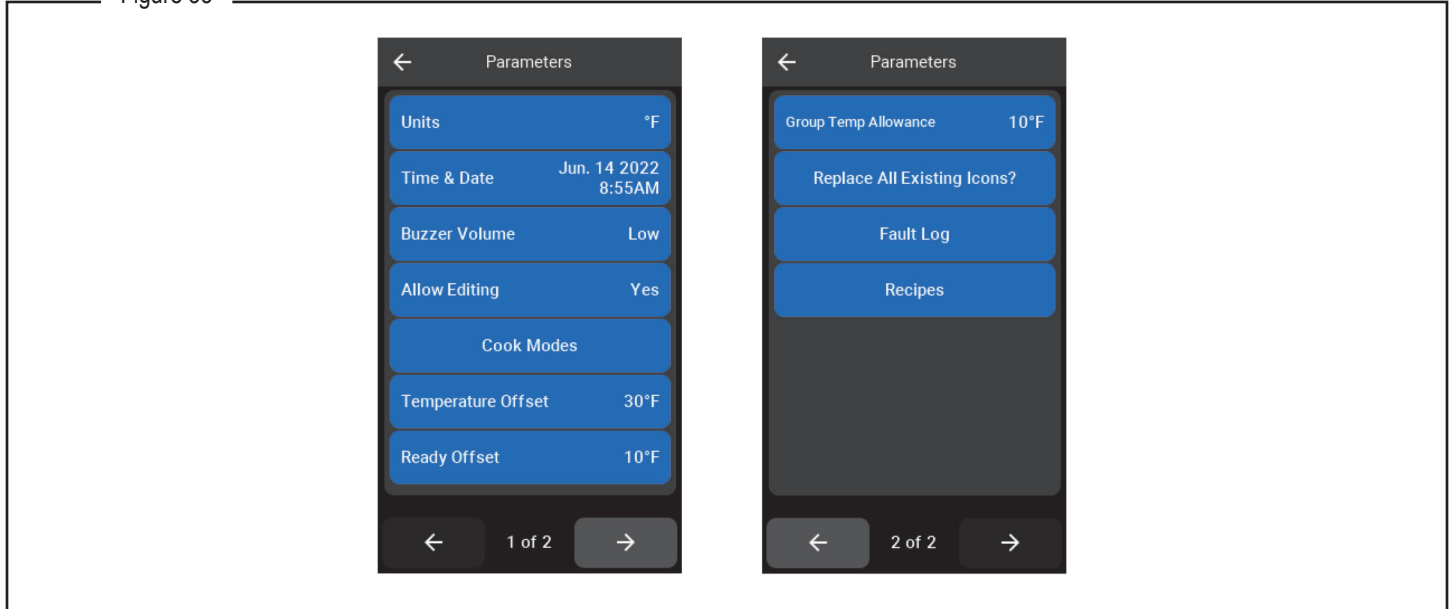 Parameters
Units °F
Time & Date Jun. 14 2022
8:55AM
Buzzer Volume Low
Allow Editing Yes
Cook Modes
Temperature Offset 30°F
Ready Offset 10°F
1 of 2
Parameters
Group Temp Allowance 10°F
Replace All Existing Icons?
Fault Log
Recipes
2 of 2